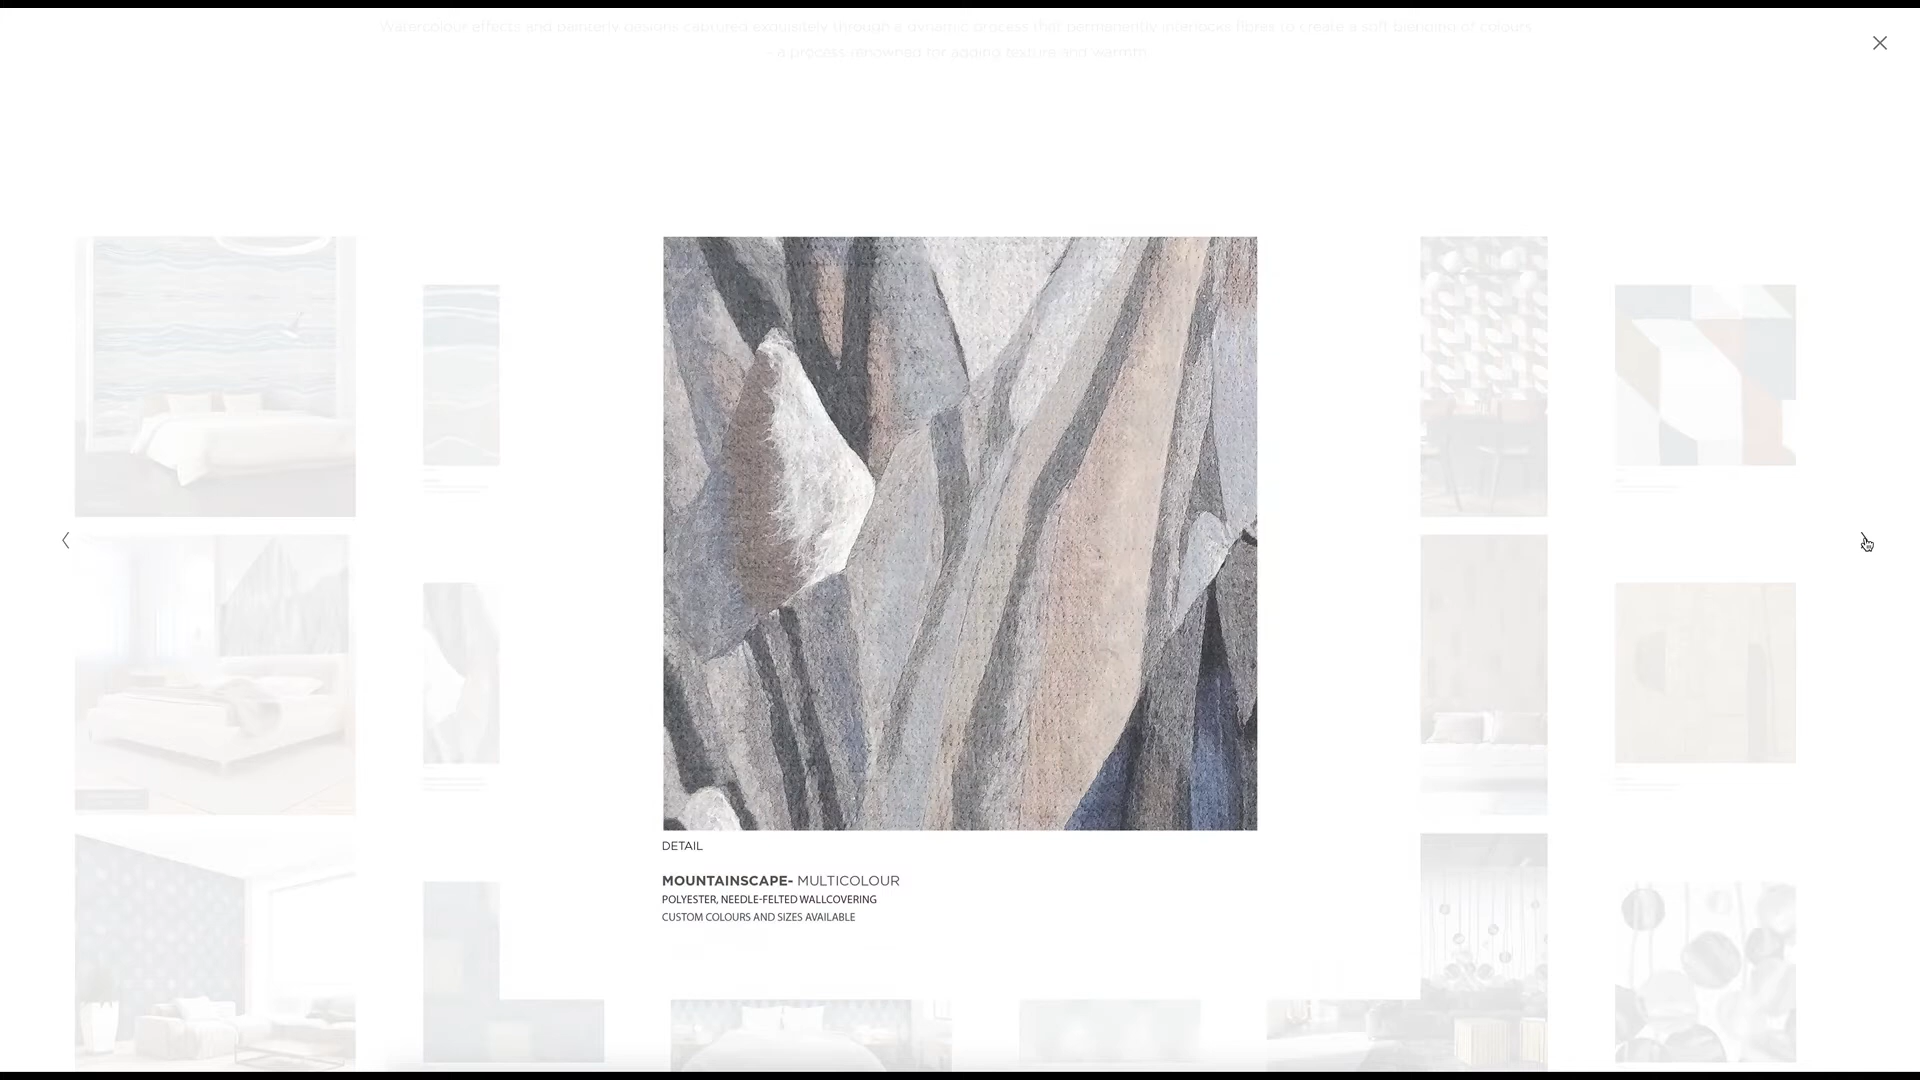 Watercolour effects and painterly designs captured exquisitely through a dynamic process that permanently interlocks fibres to create a soft blending of colours
- a process renowned for adding texture and warmth.
DETAIL
MOUNTAINSCAPE- MULTICOLOUR
POLYESTER, NEEDLE-FELTED WALLCOVERING
CUSTOM COLOURS AND SIZES AVAILABLE